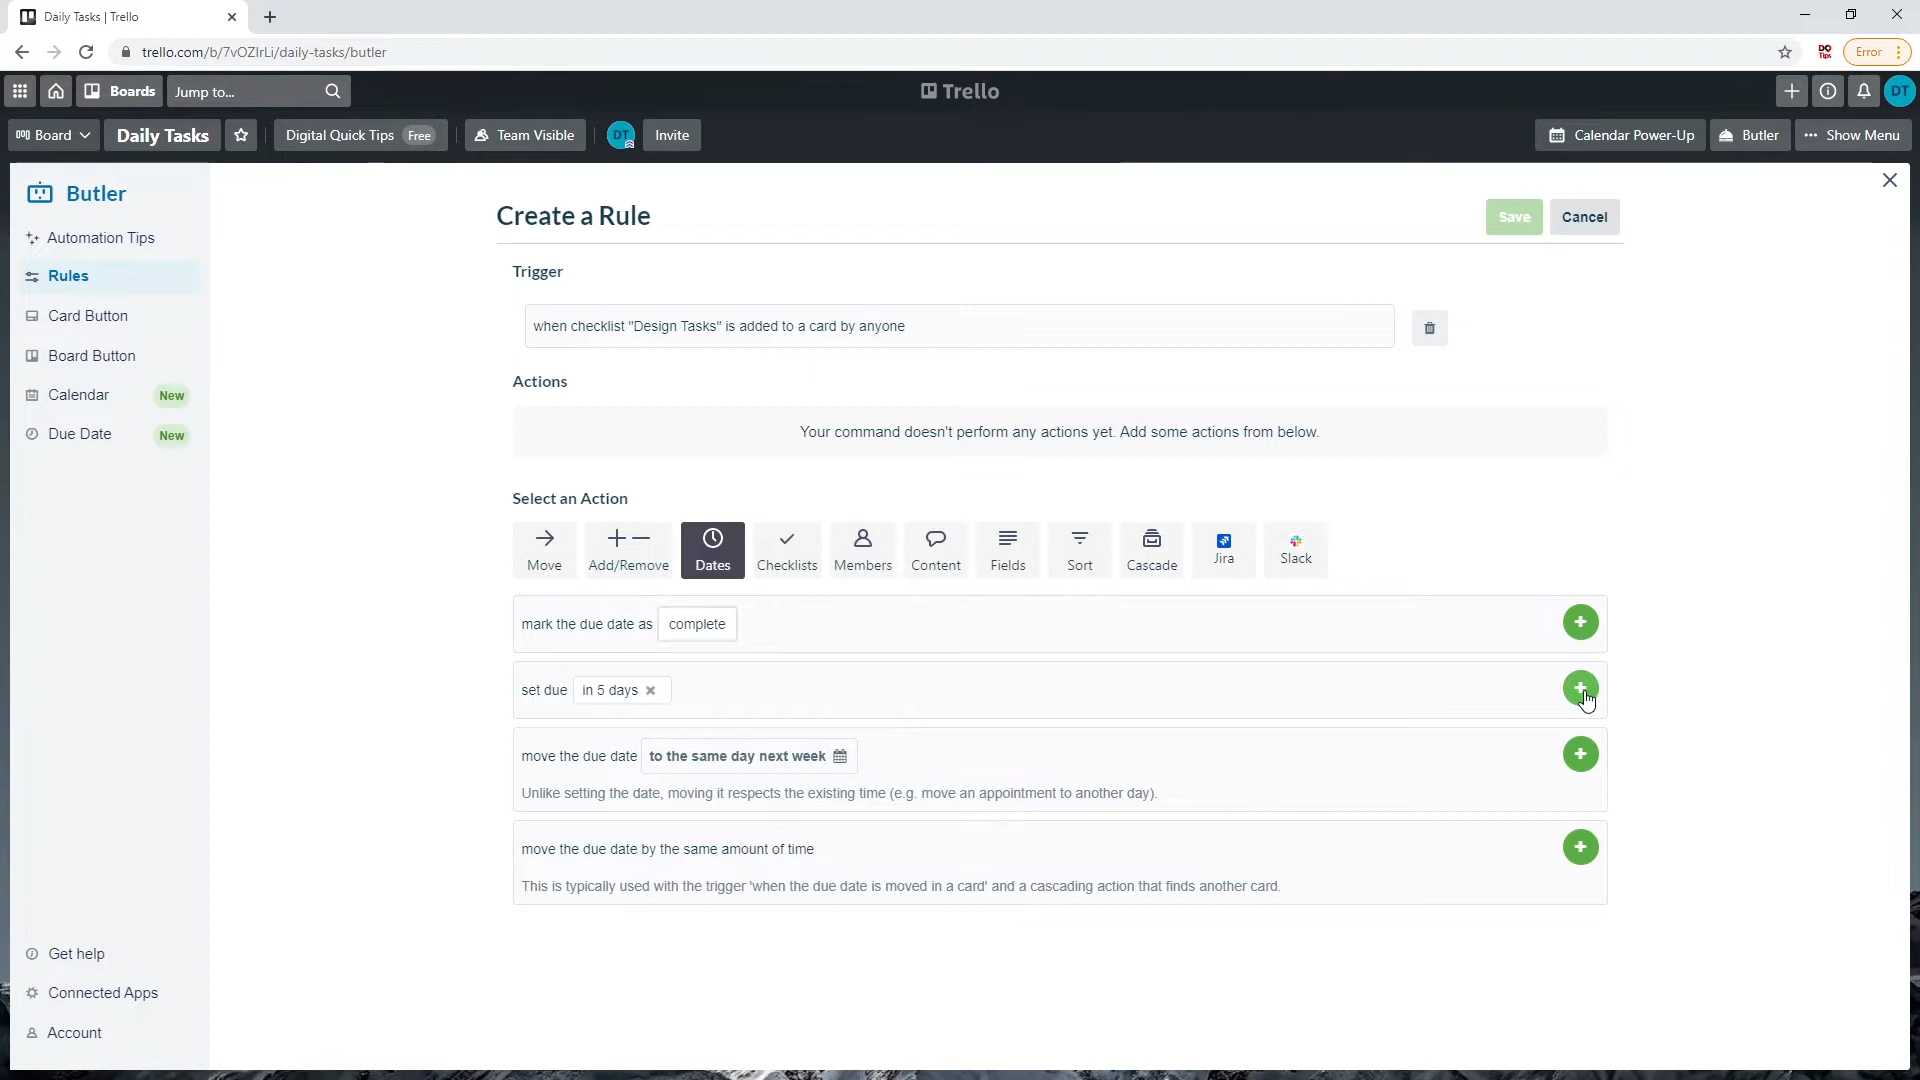 Daily Tasks | Trello
trello.com/b/7vOZIrLi/daily-tasks/butler
DQ Tips
Error
Boards
Jump to...
Trello
DT
Board
Daily Tasks
Digital Quick Tips Free
Team Visible
DT
Invite
Calendar Power-Up
Butler
Show Menu
Butler
Automation Tips
Rules
Card Button
Board Button
Calendar New
Due Date New
Get help
Connected Apps
Account
Create a Rule
Save
Cancel
Trigger
when checklist "Design Tasks" is added to a card by anyone
Actions
Your command doesn't perform any actions yet. Add some actions from below.
Select an Action
Move
Add/Remove
Dates
Checklists
Members
Content
Fields
Sort
Cascade
Jira
Slack
mark the due date as complete
set due in 5 days
move the due date to the same day next week
Unlike setting the date, moving it respects the existing time (e.g. move an appointment to another day).
move the due date by the same amount of time
This is typically used with the trigger 'when the due date is moved in a card' and a cascading action that finds another card.